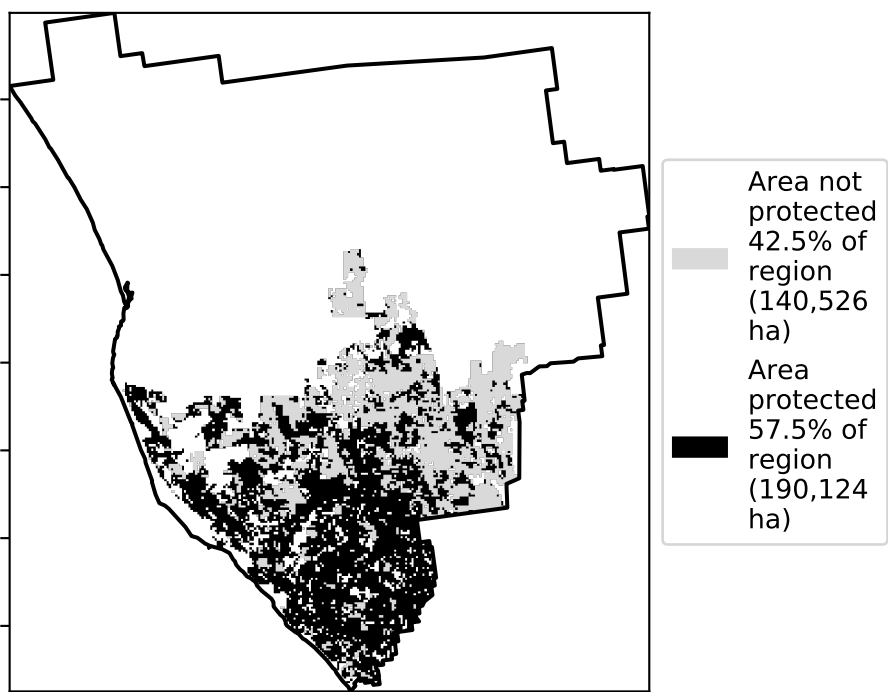 Area not
protected
42.5% of
region
(140,526
ha)
Area
protected
57.5% of
region
(190,124
ha)